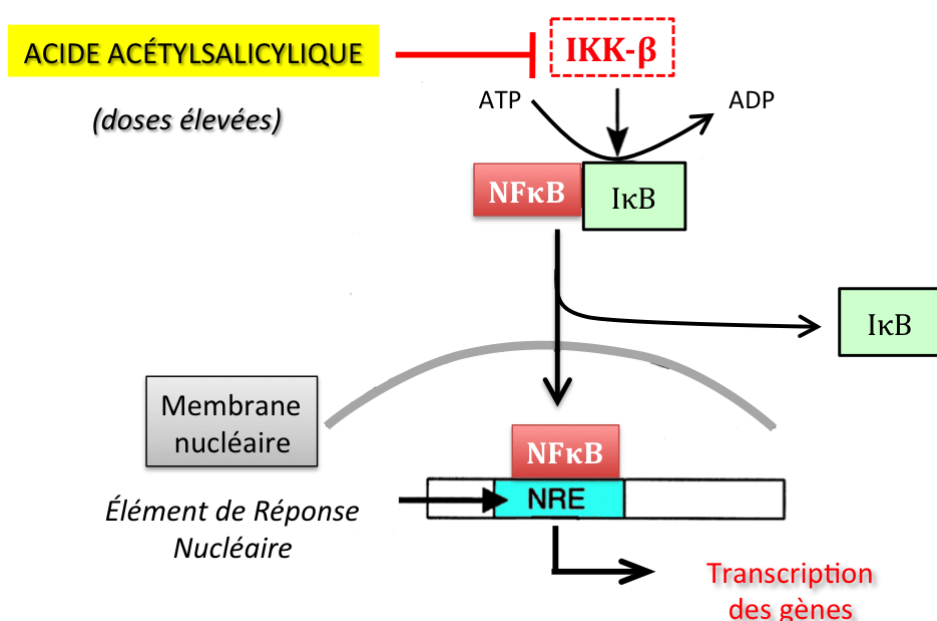 ACIDE ACÉTYLSALICYLIQUE
(doses élevées)
IKK-β
ATP
ADP
NFκB
IκB
IκB
Membrane
nucléaire
NFκB
NRE
Élément de Réponse
Nucléaire
Transcription
des gènes